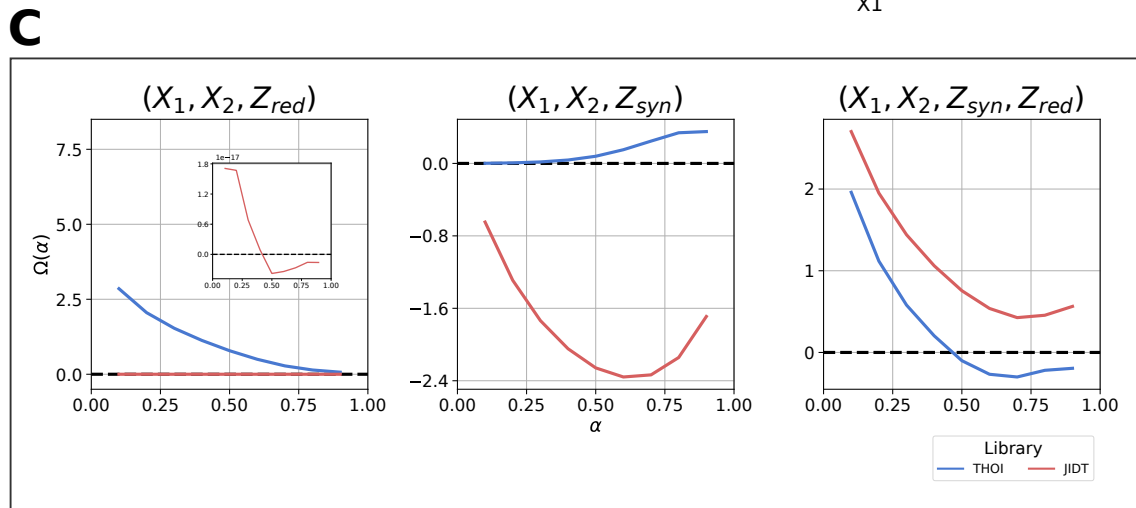 X1
C
(X₁, X₂, Z_red)
(X₁, X₂, Z_syn)
(X₁, X₂, Z_syn, Z_red)
Ω(α)
7.5
5.0
2.5
0.0
0.00 0.25 0.50 0.75 1.00
1e−17
1.8
1.2
0.6
0.0
0.00 0.25 0.50 0.75 1.00
0.0
−0.8
−1.6
−2.4
0.00 0.25 0.50 0.75 1.00
α
2
1
0
0.00 0.25 0.50 0.75 1.00
Library
THOI JIDT